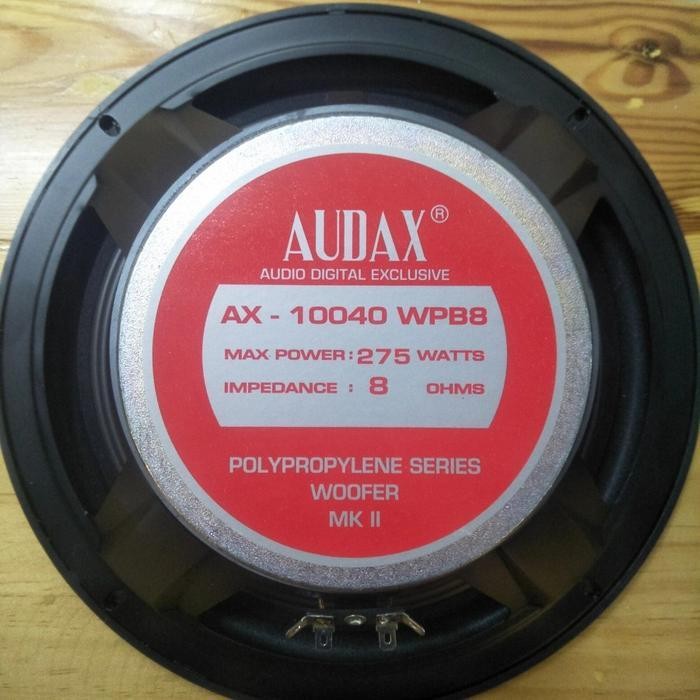 AUDAX®
AUDIO DIGITAL EXCLUSIVE
AX - 10040 WPB8
MAX POWER : 275 WATTS
IMPEDANCE : 8 OHMS
POLYPROPYLENE SERIES
WOOFER
MK II